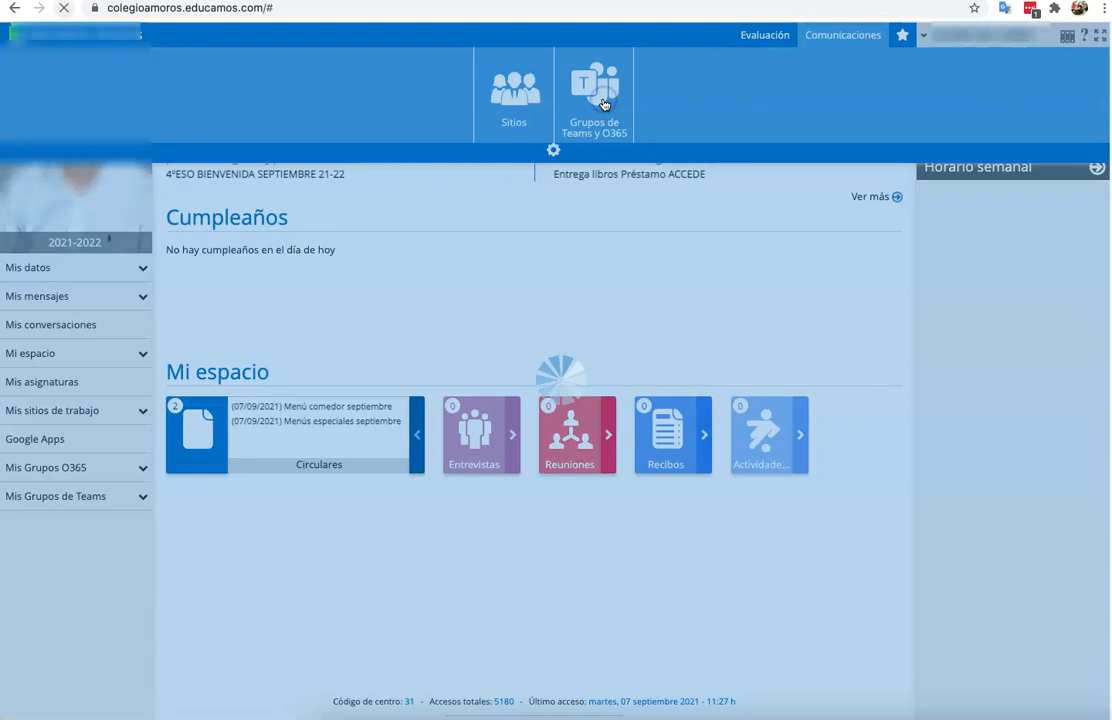 colegioamoros.educamos.com/#
1
Evaluación
Comunicaciones
?
T
Sitios
Grupos de
Teams y O365
4ºESO BIENVENIDA SEPTIEMBRE 21-22
Entrega libros Préstamo ACCEDE
Horario semanal
Ver más
Cumpleaños
No hay cumpleaños en el día de hoy
2021-2022
Mis datos
Mis mensajes
Mis conversaciones
Mi espacio
Mis asignaturas
Mis sitios de trabajo
Google Apps
Mis Grupos O365
Mis Grupos de Teams
Mi espacio
2
(07/09/2021) Menú comedor septiembre
(07/09/2021) Menús especiales septiembre
Circulares
0
Entrevistas
0
Reuniones
0
Recibos
0
Actividade...
Código de centro: 31 - Accesos totales: 5180 - Último acceso: martes, 07 septiembre 2021 - 11:27 h